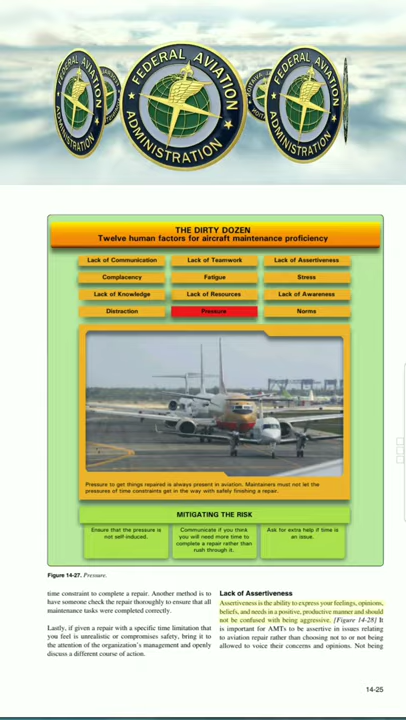 FEDERAL AVIATION
ADMINISTRATION
FEDERAL AVIATION
ADMINISTRATION
FEDERAL AVIATION
ADMINISTRATION
THE DIRTY DOZEN
Twelve human factors for aircraft maintenance proficiency
Lack of Communication
Lack of Teamwork
Lack of Assertiveness
Complacency
Fatigue
Stress
Lack of Knowledge
Lack of Resources
Lack of Awareness
Distraction
Pressure
Norms
Pressure to get things repaired is always present in aviation. Maintainers must not let the
pressures of time constraints get in the way with safely finishing a repair.
MITIGATING THE RISK
Ensure that the pressure is
not self-induced.
Communicate if you think
you will need more time to
complete a repair rather than
rush through it.
Ask for extra help if time is
an issue.
Figure 14-27. Pressure.
time constraint to complete a repair. Another method is to
have someone check the repair thoroughly to ensure that all
maintenance tasks were completed correctly.
Lastly, if given a repair with a specific time limitation that
you feel is unrealistic or compromises safety, bring it to
the attention of the organization's management and openly
discuss a different course of action.
Lack of Assertiveness
Assertiveness is the ability to express your feelings, opinions,
beliefs, and needs in a positive, productive manner and should
not be confused with being aggressive. [Figure 14-28] It
is important for AMTs to be assertive in issues relating
to aviation repair rather than choosing not to or not being
allowed to voice their concerns and opinions. Not being
14-25